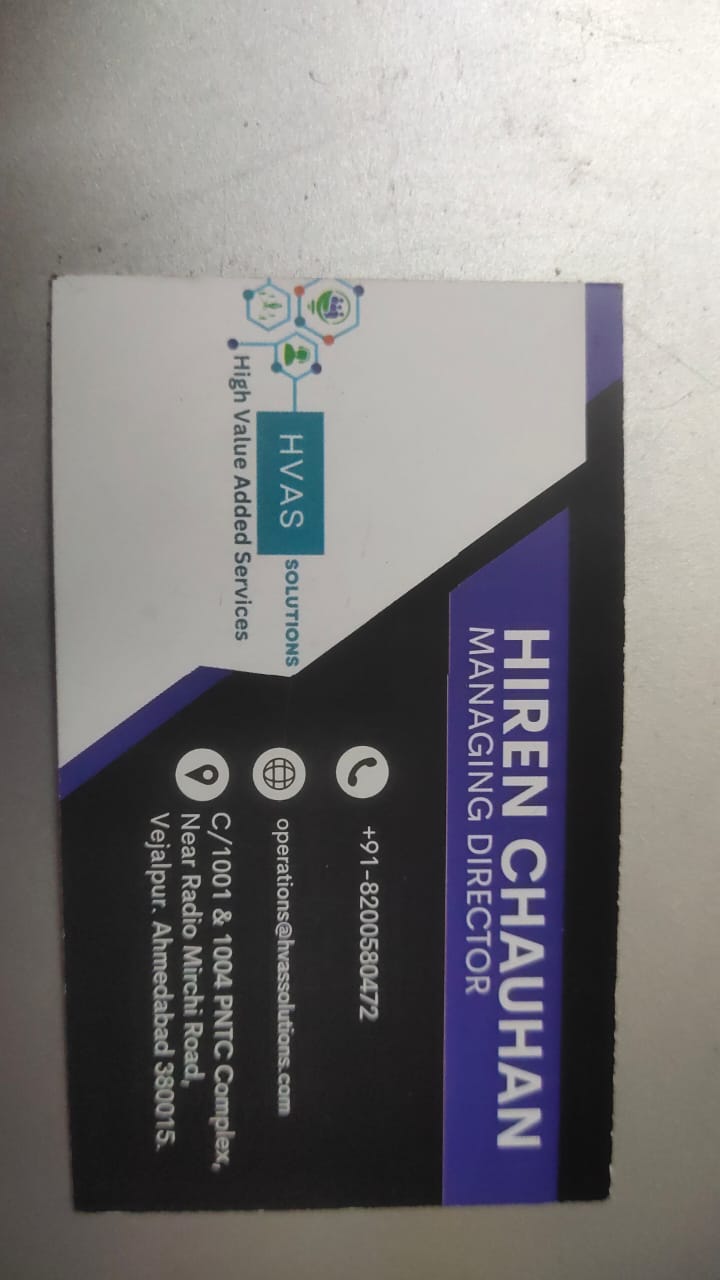 HIREN CHAUHAN
MANAGING DIRECTOR
+91-8200580472
operations@hvassolutions.com
C/1001 & 1004 PNTC Complex,
Near Radio Mirchi Road,
Vejalpur. Ahmedabad 380015.
HVAS SOLUTIONS
High Value Added Services